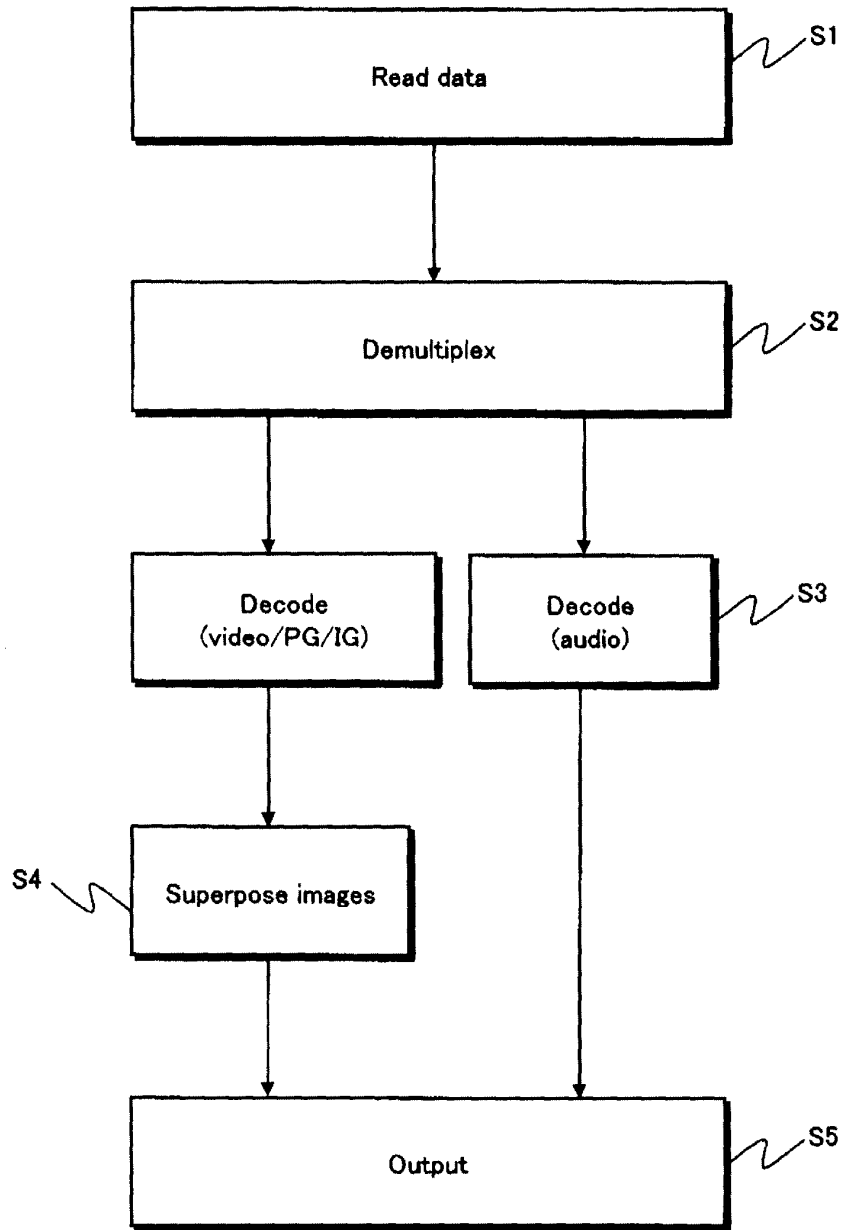 Read data
S1
Demultiplex
S2
Decode
(video/PG/IG)
Decode
(audio)
S3
S4
Superpose images
Output
S5